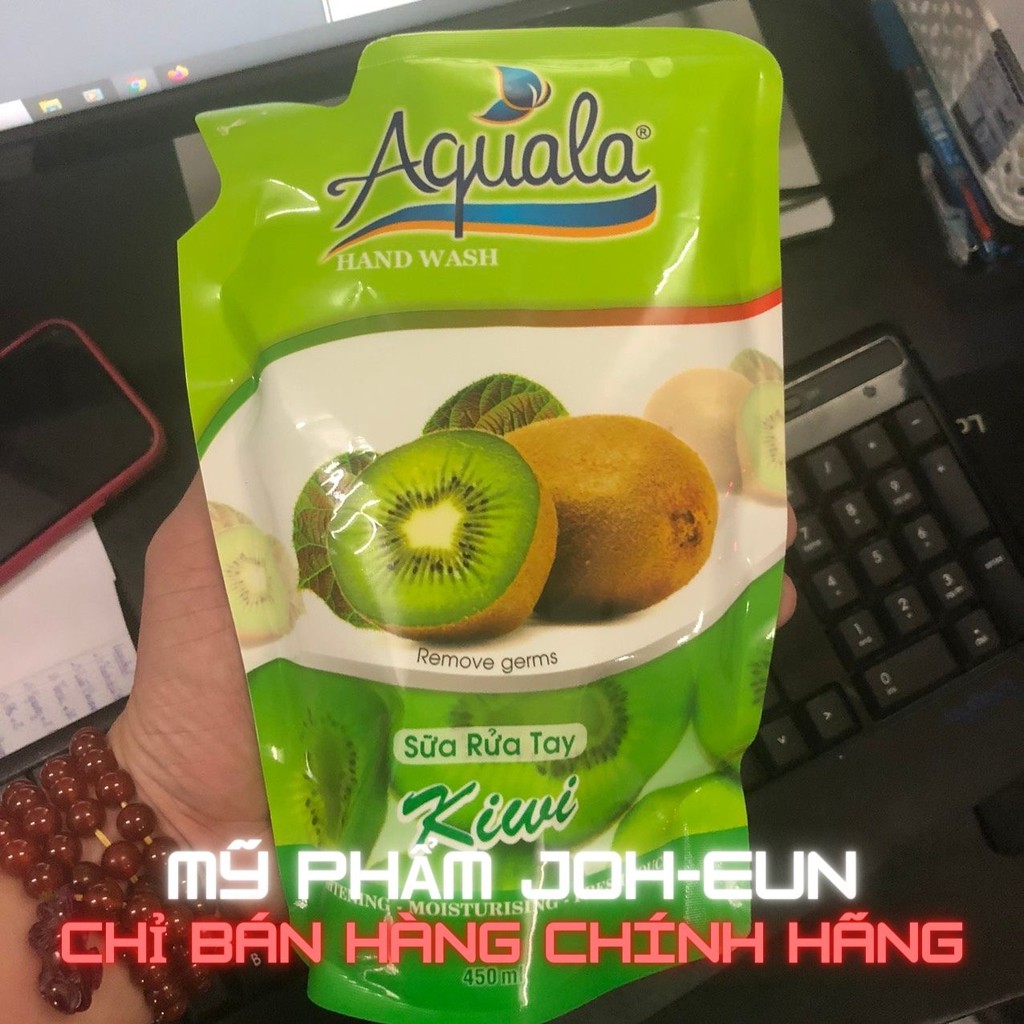 Aquala®
HAND WASH
Remove germs
Sữa Rửa Tay
Kiwi
MỸ PHẨM JOH-EUN
- MOISTURISING -
CHỈ BÁN HÀNG CHÍNH HÃNG
450 ml